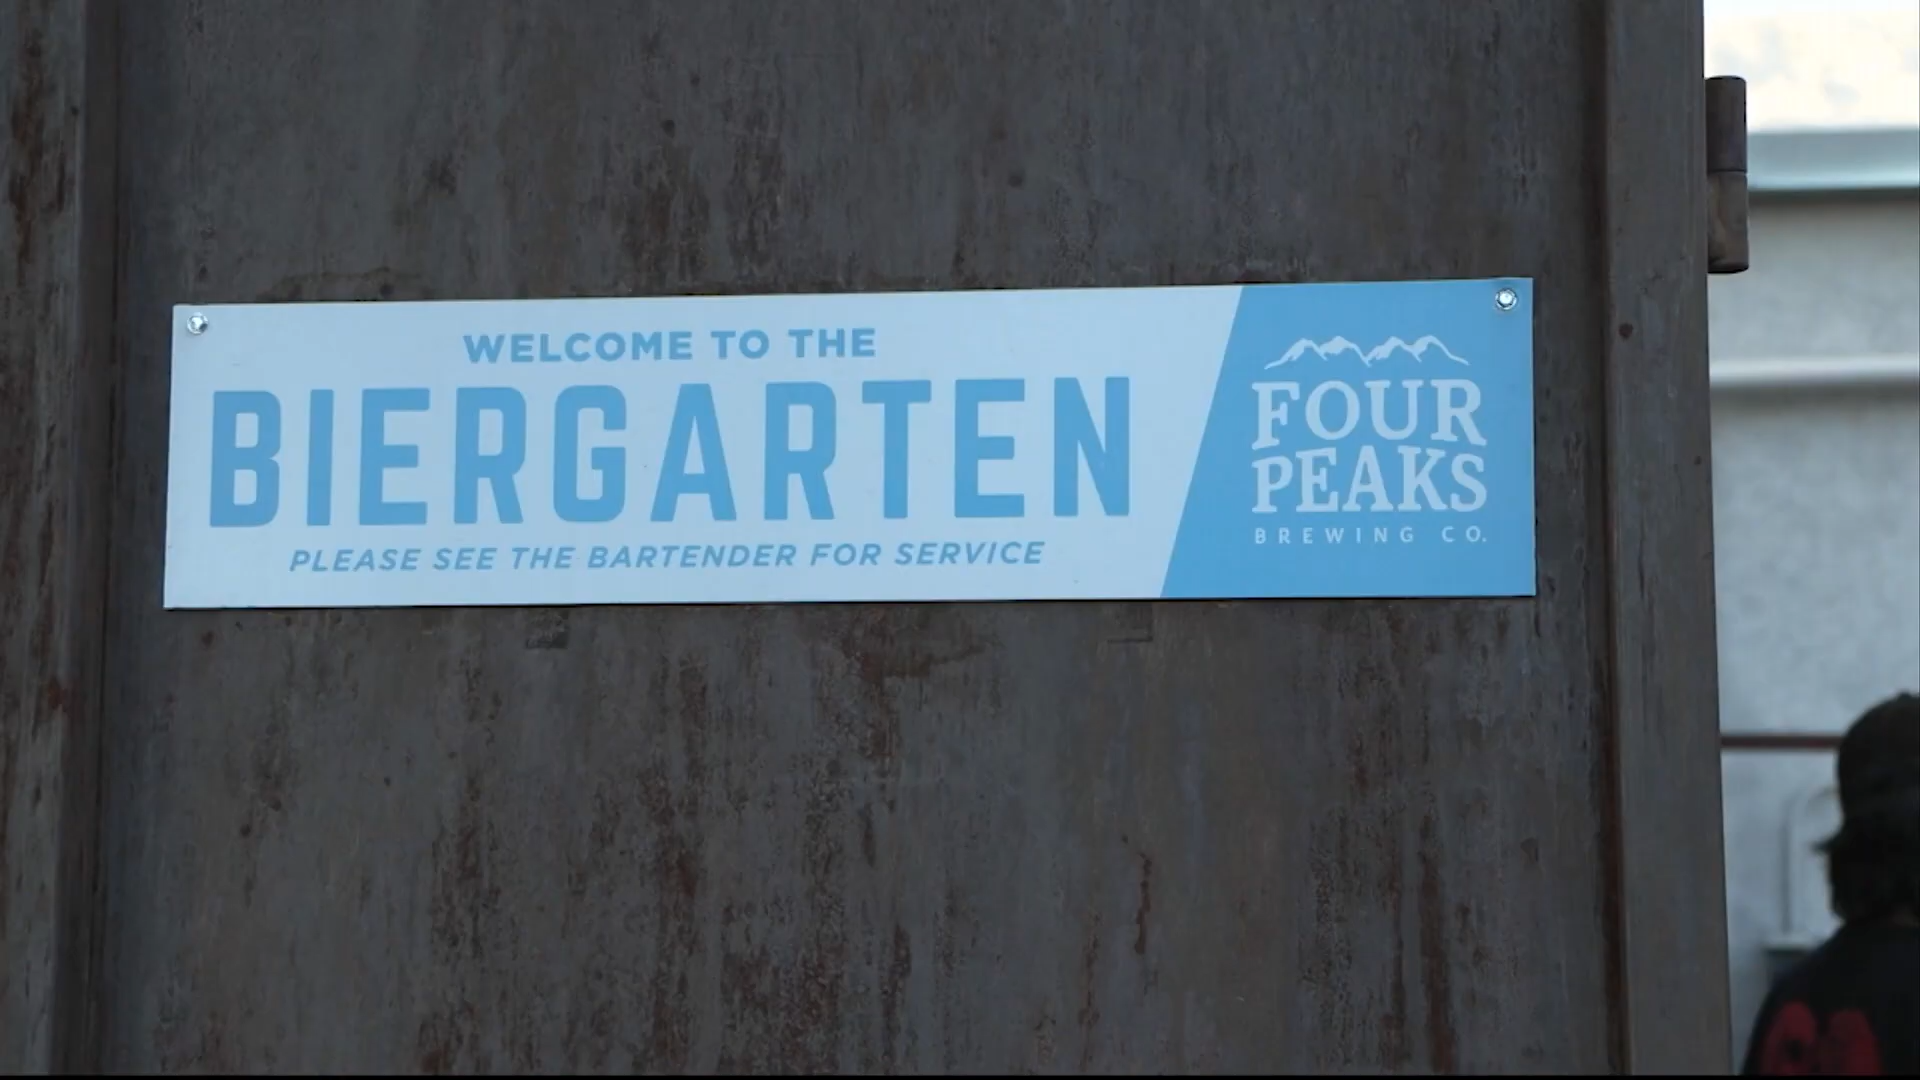 WELCOME TO THE
BIERGARTEN
PLEASE SEE THE BARTENDER FOR SERVICE
FOUR
PEAKS
BREWING CO.